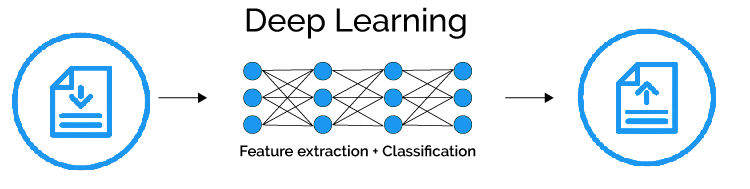 Deep Learning
Feature extraction + Classification